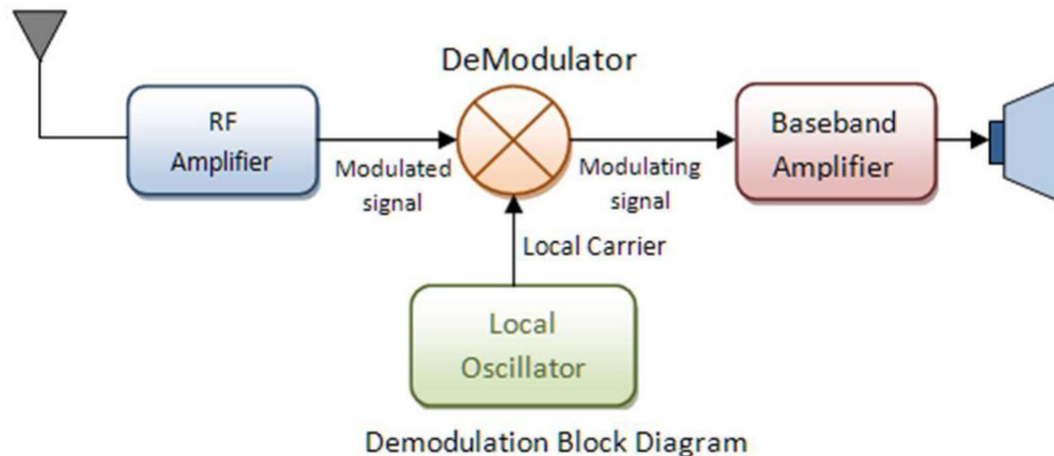 DeModulator
RF
Amplifier
Modulated
signal
Modulating
signal
Baseband
Amplifier
Local Carrier
Local
Oscillator
Demodulation Block Diagram